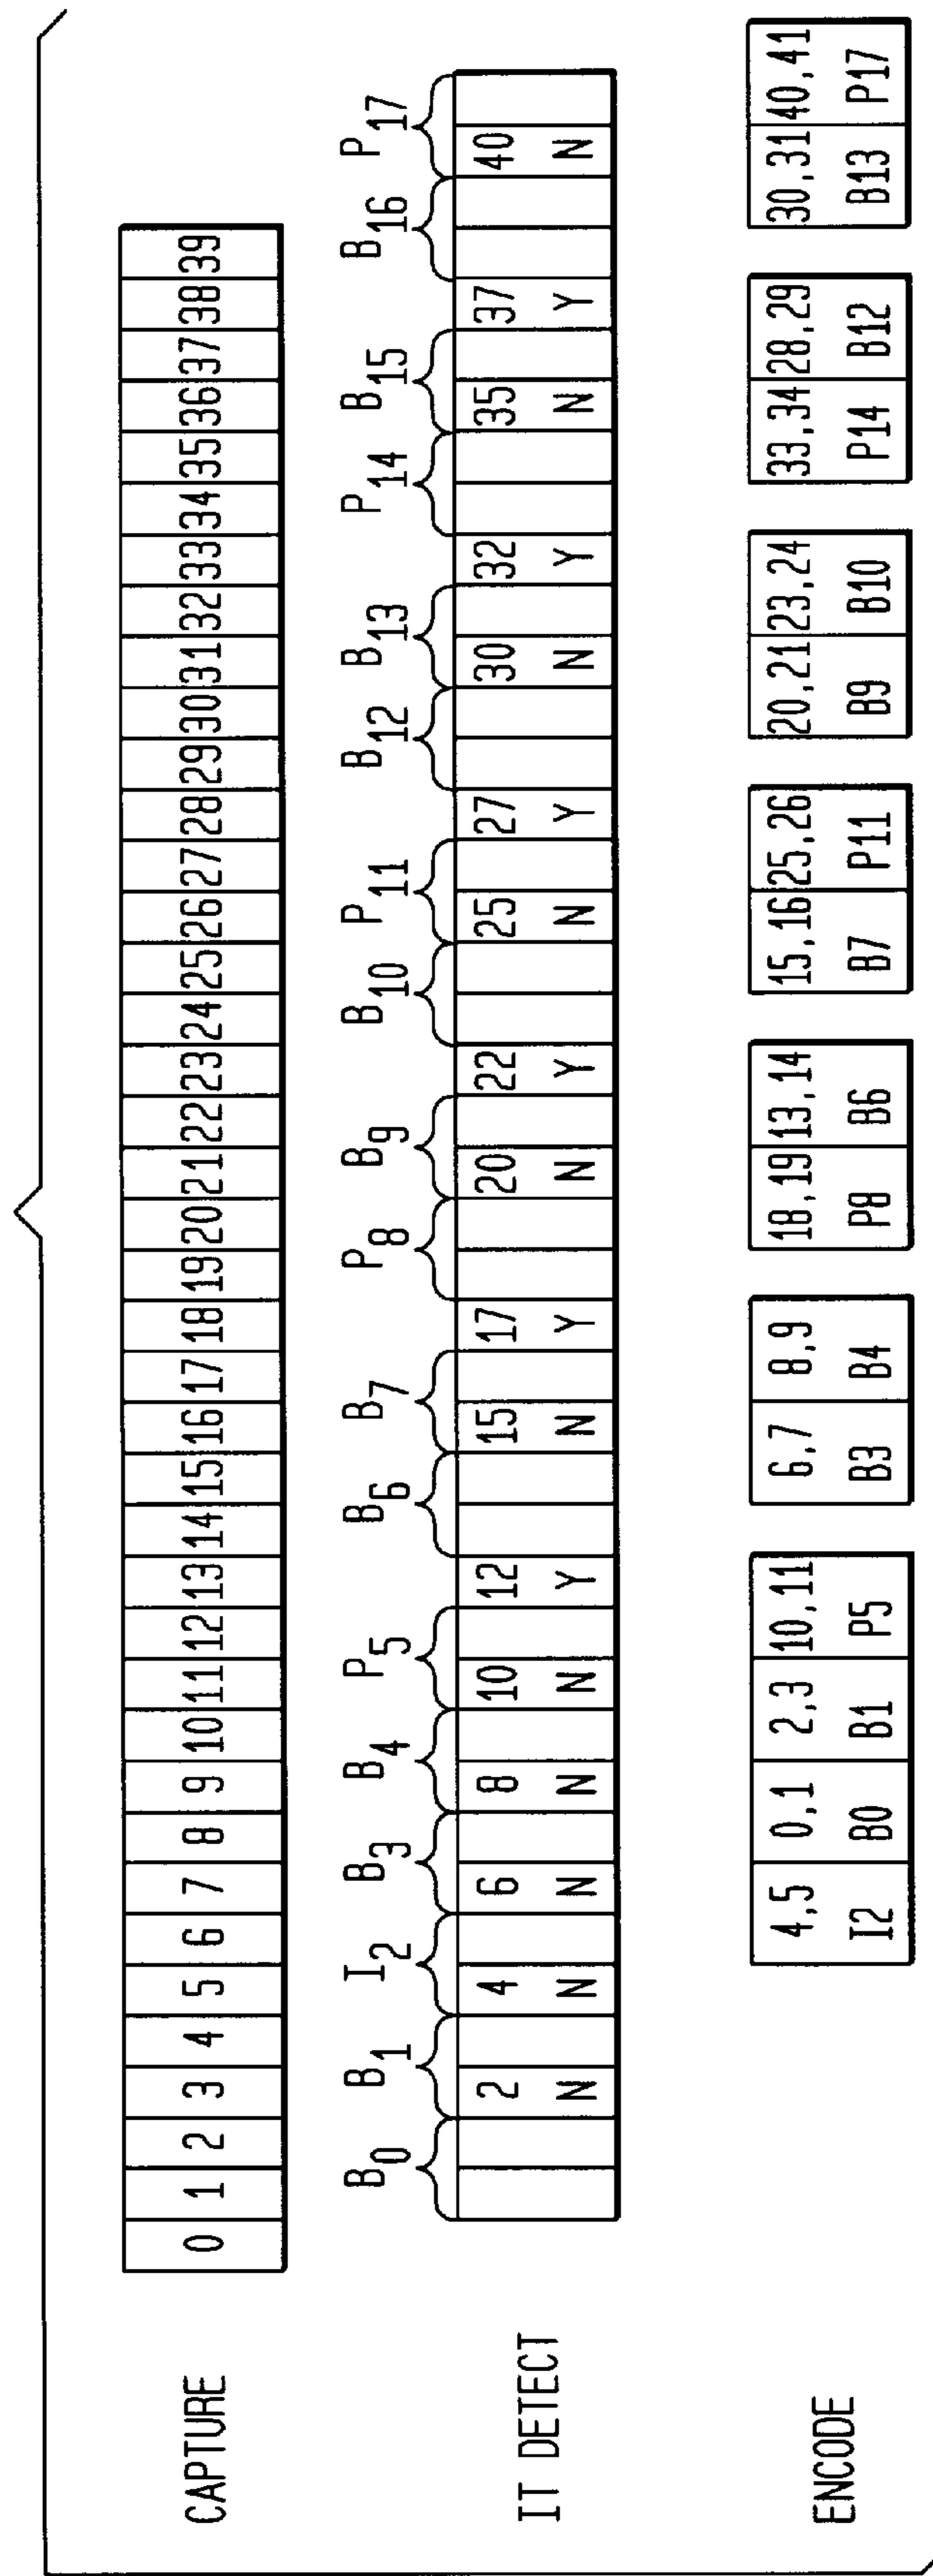 CAPTURE
0 1 2 3 4 5 6 7 8 9 10 11 12 13 14 15 16 17 18 19 20 21 22 23 24 25 26 27 28 29 30 31 32 33 34 35 36 37 38 39
B0 B1 I2 B3 B4 P5 B6 B7 P8 B9 B10 P11 B12 B13 P14 B15 B16 P17
IT DETECT
2 4 6 8 10 12 15 17 20 22 25 27 30 32 35 37 40
N N N N N Y N Y N Y N Y N Y N Y N
ENCODE
4,5 0,1 2,3 10,11 6,7 8,9 18,19 13,14 15,16 25,26 20,21 23,24 33,34 28,29 30,31 40,41
I2 B0 B1 P5 B3 B4 P8 B6 B7 P11 B9 B10 P14 B12 B13 P17